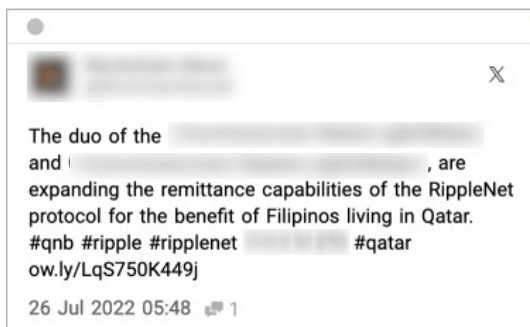 The duo of the
and , are
expanding the remittance capabilities of the RippleNet
protocol for the benefit of Filipinos living in Qatar.
#qnb #ripple #ripplenet #qatar
ow.ly/LqS750K449j
26 Jul 2022 05:48 1